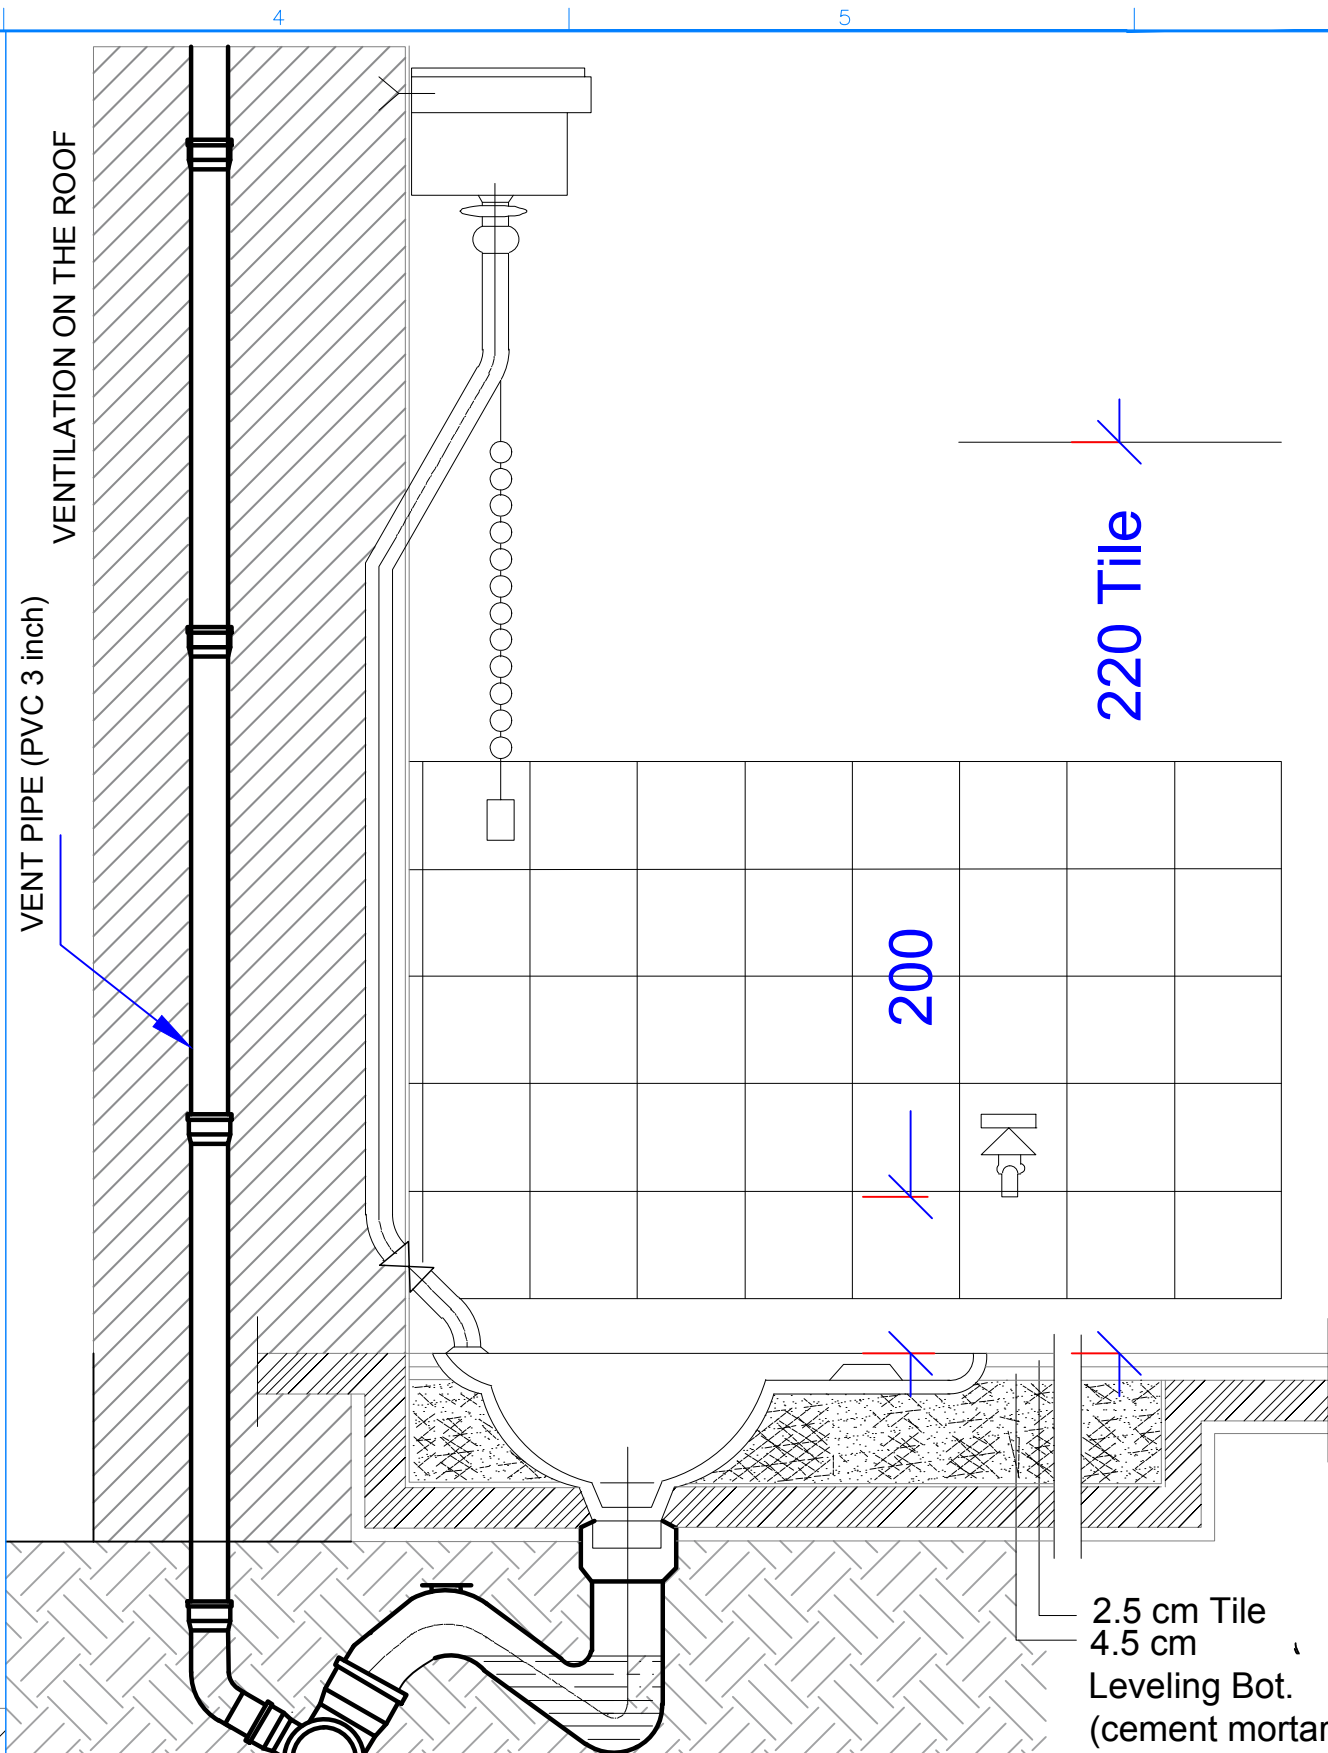 4
5
VENTILATION ON THE ROOF
VENT PIPE (PVC 3 inch)
220 Tile
200
2.5 cm Tile
4.5 cm
Leveling Bot.
(cement mortar